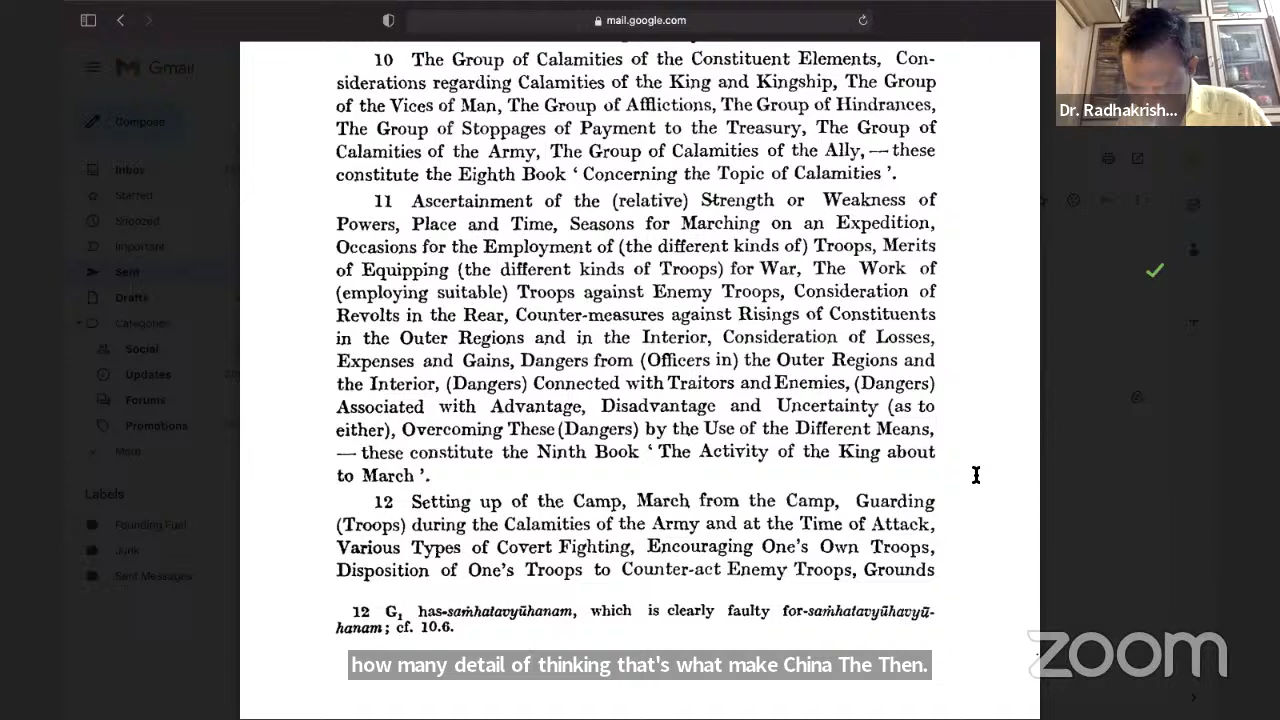 mail.google.com
Gmail
Compose
Inbox
Starred
Snoozed
Important
Sent
Drafts
Categories
Social
Updates
Forums
Promotions
More
Labels
Founding Fuel
Junk
Sent Messages
10 The Group of Calamities of the Constituent Elements, Con-
siderations regarding Calamities of the King and Kingship, The Group
of the Vices of Man, The Group of Afflictions, The Group of Hindrances,
The Group of Stoppages of Payment to the Treasury, The Group of
Calamities of the Army, The Group of Calamities of the Ally, — these
constitute the Eighth Book ‘ Concerning the Topic of Calamities ’.
11 Ascertainment of the (relative) Strength or Weakness of
Powers, Place and Time, Seasons for Marching on an Expedition,
Occasions for the Employment of (the different kinds of) Troops, Merits
of Equipping (the different kinds of Troops) for War, The Work of
(employing suitable) Troops against Enemy Troops, Consideration of
Revolts in the Rear, Counter-measures against Risings of Constituents
in the Outer Regions and in the Interior, Consideration of Losses,
Expenses and Gains, Dangers from (Officers in) the Outer Regions and
the Interior, (Dangers) Connected with Traitors and Enemies, (Dangers)
Associated with Advantage, Disadvantage and Uncertainty (as to
either), Overcoming These (Dangers) by the Use of the Different Means,
— these constitute the Ninth Book ‘ The Activity of the King about
to March ’.
12 Setting up of the Camp, March from the Camp, Guarding
(Troops) during the Calamities of the Army and at the Time of Attack,
Various Types of Covert Fighting, Encouraging One's Own Troops,
Disposition of One's Troops to Counter-act Enemy Troops, Grounds
12 G₁ has-saṁhatavyūhanam, which is clearly faulty for-saṁhatavyūhavyū-
hanam; cf. 10.6.
how many detail of thinking that's what make China The Then.
Dr. Radhakrish...
zoom